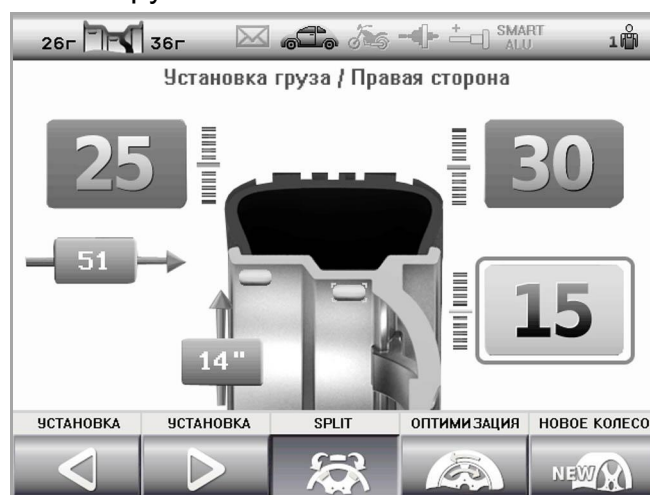 26г 36г SMART ALU 1
Установка груза / Правая сторона
25 30
51
15
14"
УСТАНОВКА УСТАНОВКА SPLIT ОПТИМИЗАЦИЯ НОВОЕ КОЛЕСО
NEW